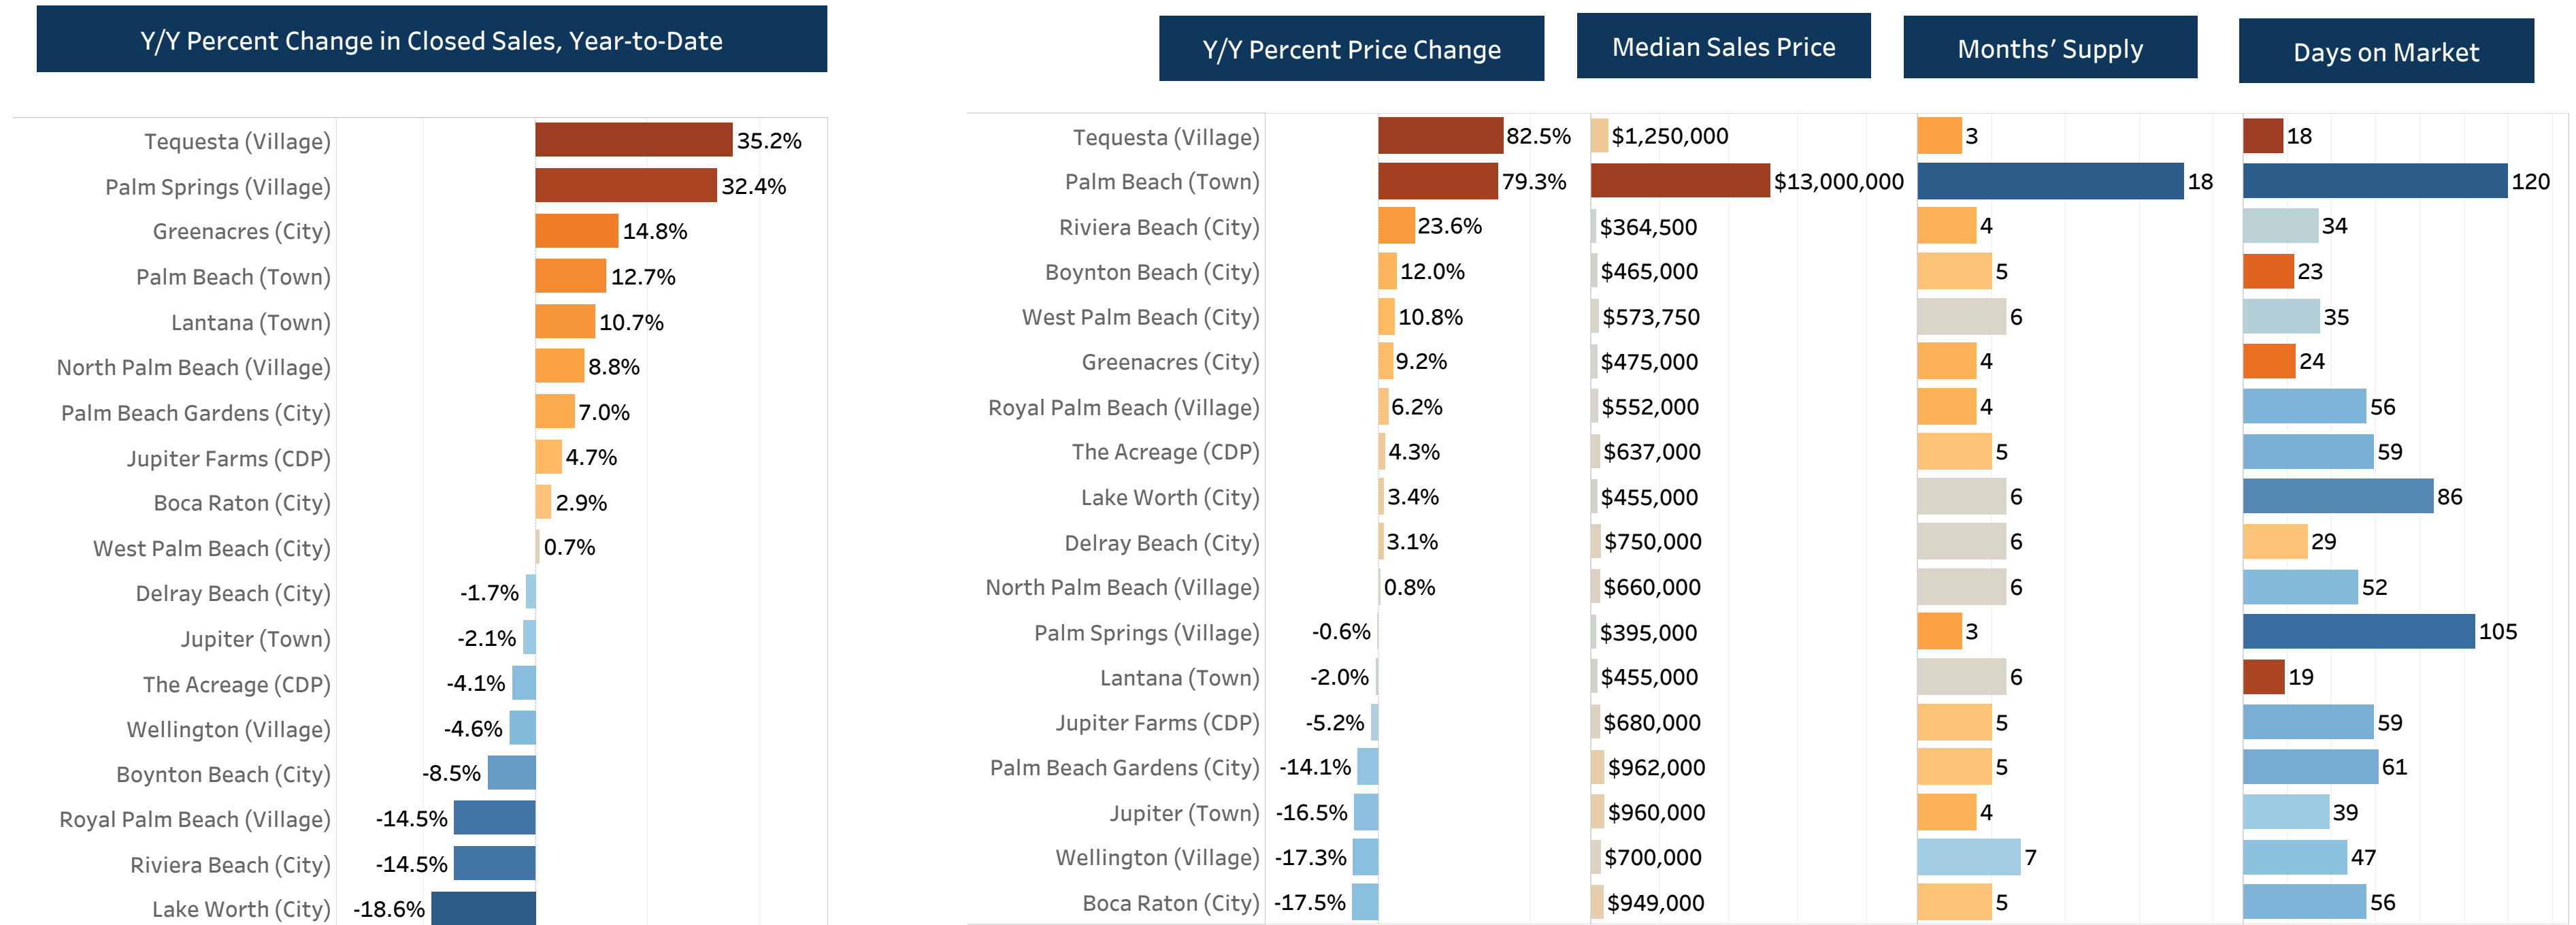 Y/Y Percent Change in Closed Sales, Year-to-Date
Tequesta (Village) 35.2%
Palm Springs (Village) 32.4%
Greenacres (City) 14.8%
Palm Beach (Town) 12.7%
Lantana (Town) 10.7%
North Palm Beach (Village) 8.8%
Palm Beach Gardens (City) 7.0%
Jupiter Farms (CDP) 4.7%
Boca Raton (City) 2.9%
West Palm Beach (City) 0.7%
Delray Beach (City) -1.7%
Jupiter (Town) -2.1%
The Acreage (CDP) -4.1%
Wellington (Village) -4.6%
Boynton Beach (City) -8.5%
Royal Palm Beach (Village) -14.5%
Riviera Beach (City) -14.5%
Lake Worth (City) -18.6%
Y/Y Percent Price Change Median Sales Price Months’ Supply Days on Market
Tequesta (Village) 82.5% $1,250,000 3 18
Palm Beach (Town) 79.3% $13,000,000 18 120
Riviera Beach (City) 23.6% $364,500 4 34
Boynton Beach (City) 12.0% $465,000 5 23
West Palm Beach (City) 10.8% $573,750 6 35
Greenacres (City) 9.2% $475,000 4 24
Royal Palm Beach (Village) 6.2% $552,000 4 56
The Acreage (CDP) 4.3% $637,000 5 59
Lake Worth (City) 3.4% $455,000 6 86
Delray Beach (City) 3.1% $750,000 6 29
North Palm Beach (Village) 0.8% $660,000 6 52
Palm Springs (Village) -0.6% $395,000 3 105
Lantana (Town) -2.0% $455,000 6 19
Jupiter Farms (CDP) -5.2% $680,000 5 59
Palm Beach Gardens (City) -14.1% $962,000 5 61
Jupiter (Town) -16.5% $960,000 4 39
Wellington (Village) -17.3% $700,000 7 47
Boca Raton (City) -17.5% $949,000 5 56